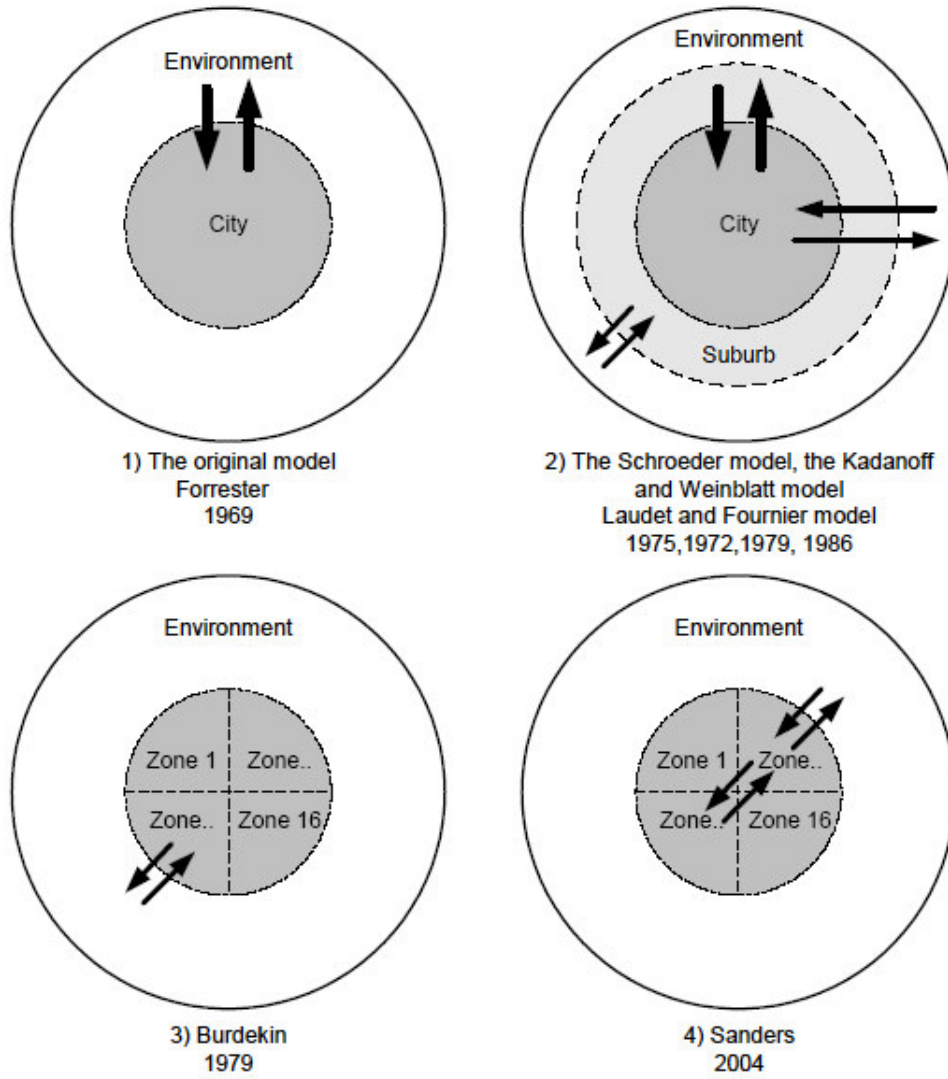 Environment
City
1) The original model
Forrester
1969
Environment
City
Suburb
2) The Schroeder model, the Kadanoff
and Weinblatt model
Laudet and Fournier model
1975,1972,1979, 1986
Environment
Zone 1 Zone..
Zone.. Zone 16
3) Burdekin
1979
Environment
Zone 1 Zone..
Zone.. Zone 16
4) Sanders
2004